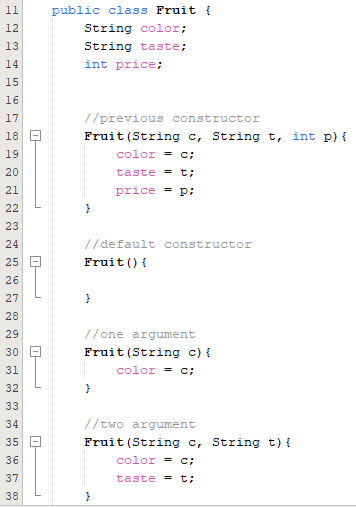 11 public class Fruit {
12 String color;
13 String taste;
14 int price;
15
16
17 //previous constructor
18 Fruit(String c, String t, int p){
19 color = c;
20 taste = t;
21 price = p;
22 }
23
24 //default constructor
25 Fruit(){
26
27 }
28
29 //one argument
30 Fruit(String c){
31 color = c;
32 }
33
34 //two argument
35 Fruit(String c, String t){
36 color = c;
37 taste = t;
38 }